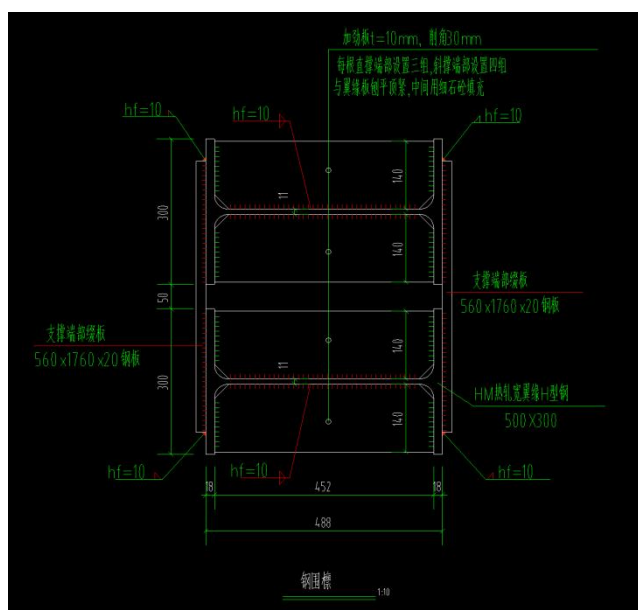 加劲板t=10mm, 削角30mm
每根直撑端部设置三组,斜撑端部设置四组
与翼缘板刨平顶紧,中间用细石砼填充
hf=10
hf=10
hf=10
300
11
140
140
50
支撑端部缀板
560x1760x20钢板
支撑端部缀板
560x1760x20钢板
300
11
140
140
HM热轧宽翼缘H型钢
500X300
hf=10
hf=10
hf=10
18
452
18
488
钢围檩
1:10